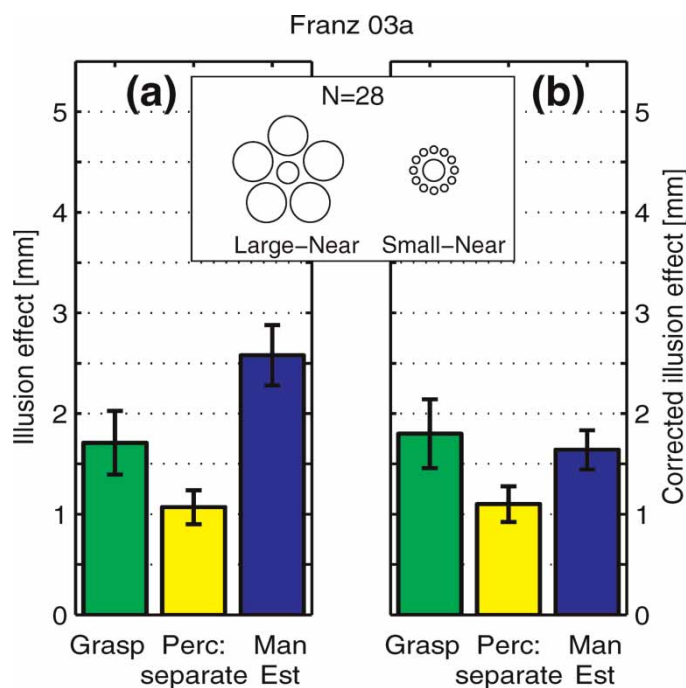 Franz 03a
(a)
(b)
N=28
Large–Near
Small–Near
Illusion effect [mm]
5
4
3
2
1
0
Grasp
Perc:
separate
Man
Est
Corrected illusion effect [mm]
5
4
3
2
1
0
Grasp
Perc:
separate
Man
Est